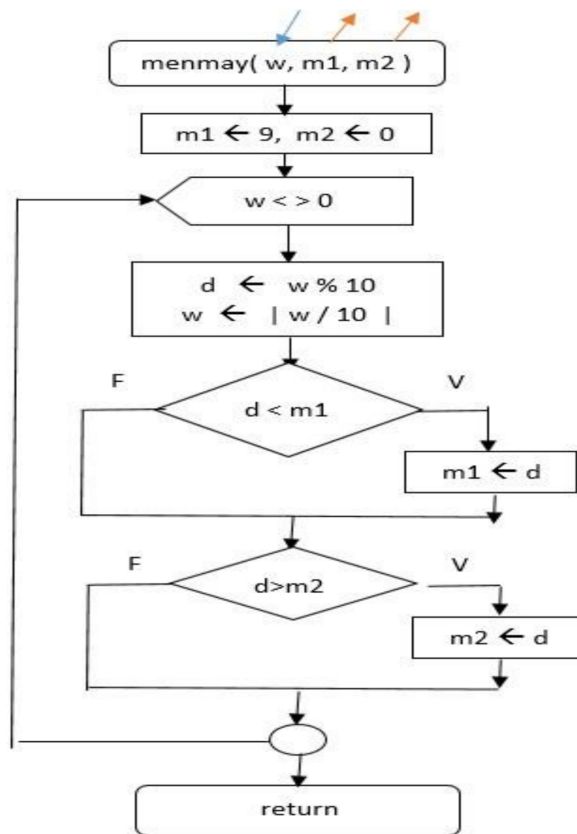 menmay( w, m1, m2 )
m1 ← 9, m2 ← 0
w < > 0
d ← w % 10
w ← | w / 10 |
F
V
d < m1
m1 ← d
F
V
d>m2
m2 ← d
return